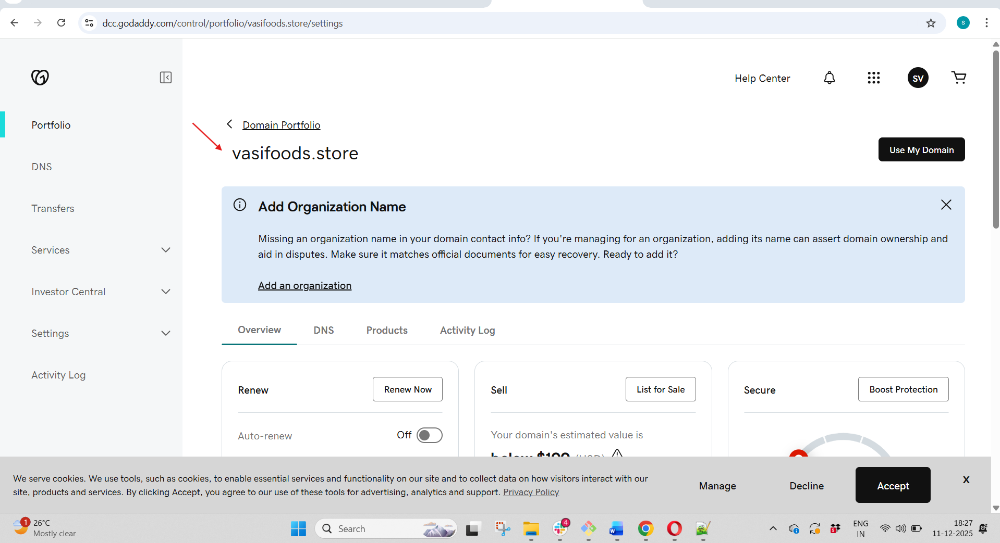 dcc.godaddy.com/control/portfolio/vasifoods.store/settings
S
Help Center
SV
Portfolio
DNS
Transfers
Services
Investor Central
Settings
Activity Log
Domain Portfolio
vasifoods.store
Use My Domain
Add Organization Name
Missing an organization name in your domain contact info? If you're managing for an organization, adding its name can assert domain ownership and
aid in disputes. Make sure it matches official documents for easy recovery. Ready to add it?
Add an organization
Overview DNS Products Activity Log
Renew Renew Now
Auto-renew Off
Sell List for Sale
Your domain's estimated value is
below $100 (USD)
Secure Boost Protection
We serve cookies. We use tools, such as cookies, to enable essential services and functionality on our site and to collect data on how visitors interact with our
site, products and services. By clicking Accept, you agree to our use of these tools for advertising, analytics and support. Privacy Policy
Manage Decline Accept X
1
26°C
Mostly clear
Search
4
W
5
ENG
IN
18:27
11-12-2025